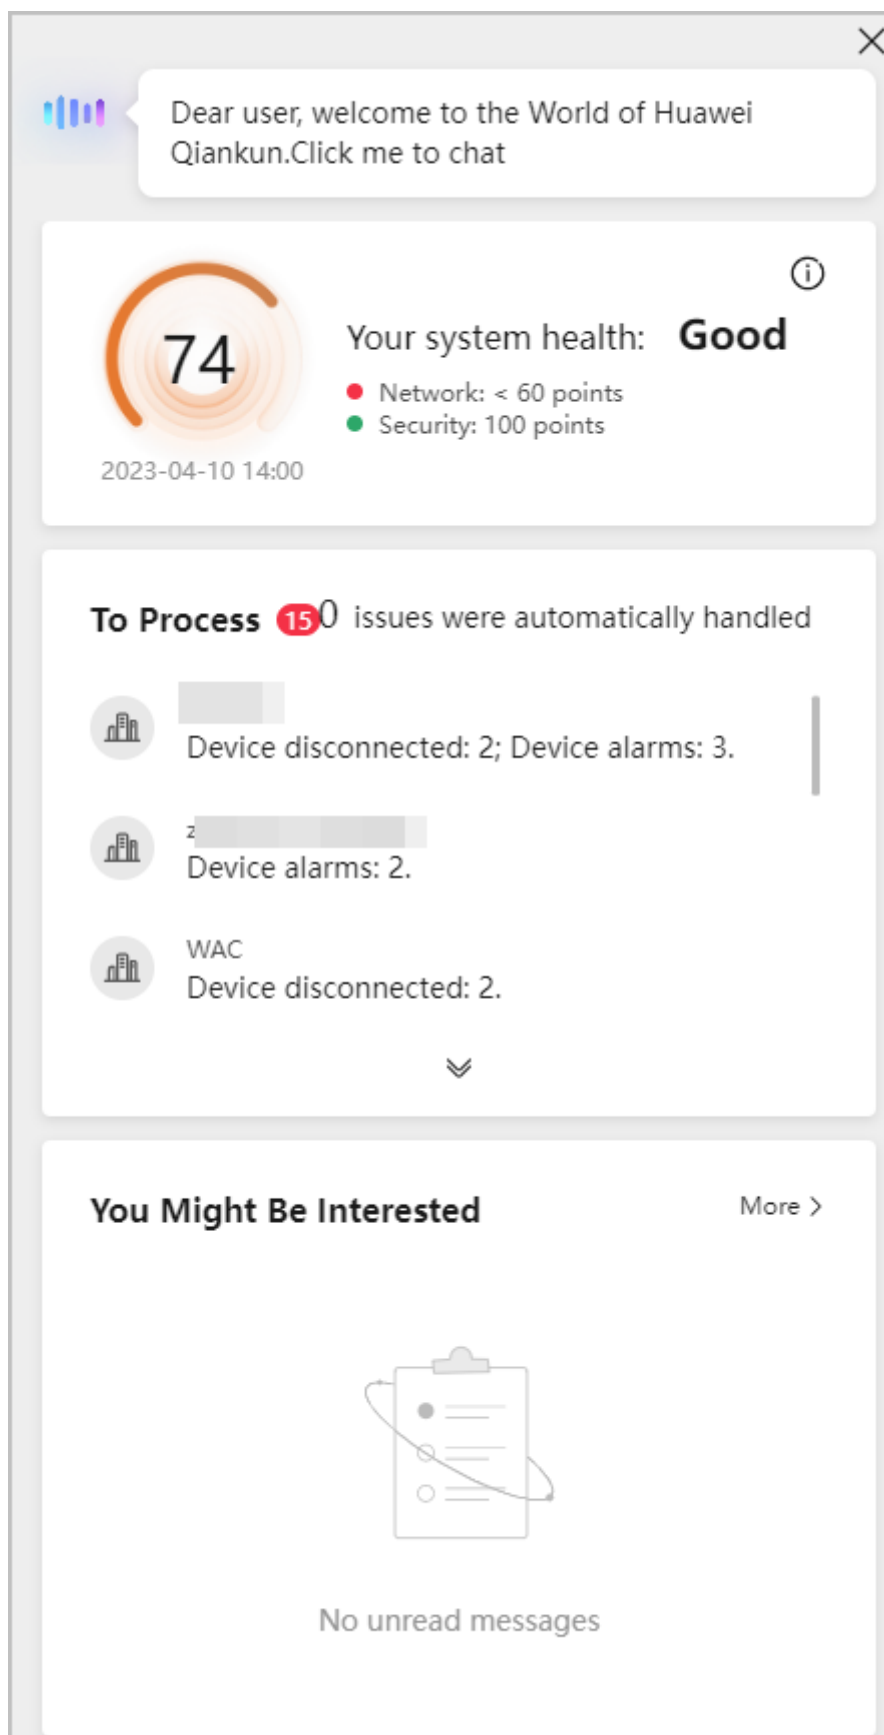 Dear user, welcome to the World of Huawei
Qiankun.Click me to chat
74
Your system health: Good
Network: < 60 points
Security: 100 points
2023-04-10 14:00
To Process 15 0 issues were automatically handled
Device disconnected: 2; Device alarms: 3.
z
Device alarms: 2.
WAC
Device disconnected: 2.
You Might Be Interested More >
No unread messages